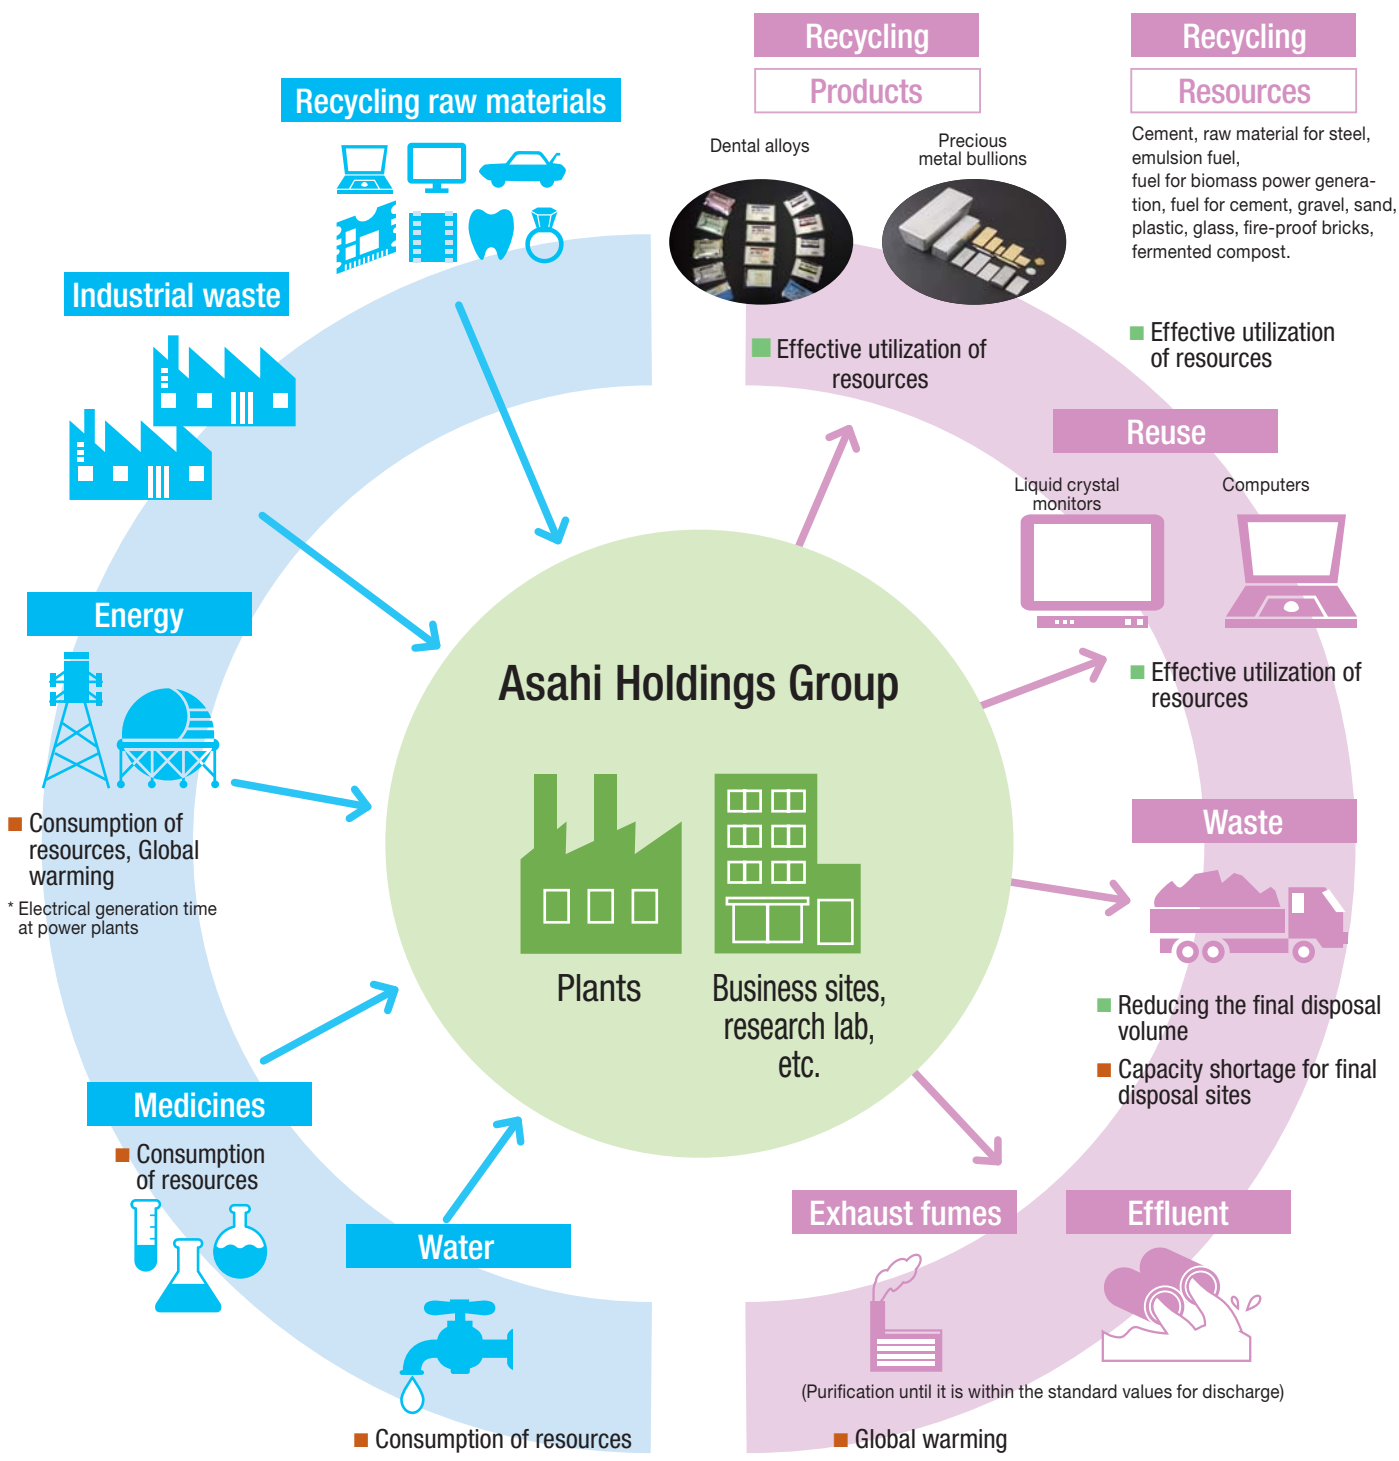 Recycling raw materials
Industrial waste
Energy
Consumption of
resources, Global
warming
* Electrical generation time
at power plants
Medicines
Consumption
of resources
Water
Consumption of resources
Asahi Holdings Group
Plants
Business sites,
research lab,
etc.
Recycling
Products
Dental alloys
Precious
metal bullions
Effective utilization of
resources
Recycling
Resources
Cement, raw material for steel,
emulsion fuel,
fuel for biomass power genera-
tion, fuel for cement, gravel, sand,
plastic, glass, fire-proof bricks,
fermented compost.
Effective utilization
of resources
Reuse
Liquid crystal
monitors
Computers
Effective utilization of
resources
Waste
Reducing the final disposal
volume
Capacity shortage for final
disposal sites
Exhaust fumes
Effluent
(Purification until it is within the standard values for discharge)
Global warming